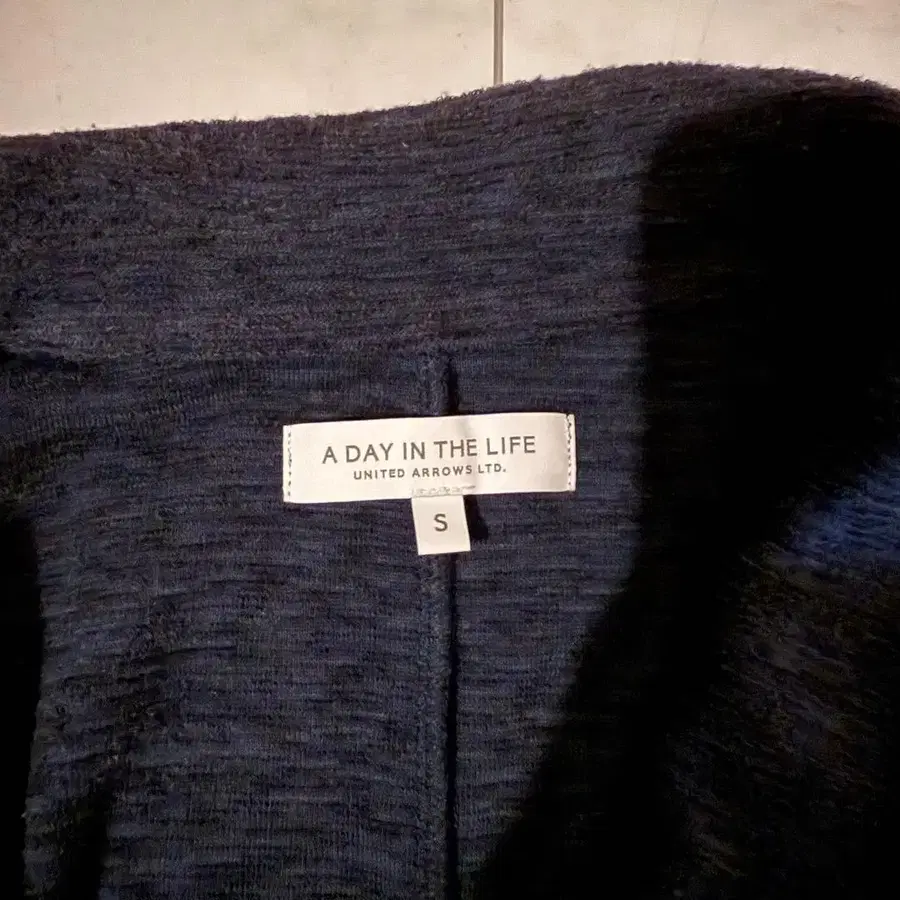 A DAY IN THE LIFE
UNITED ARROWS LTD.
S